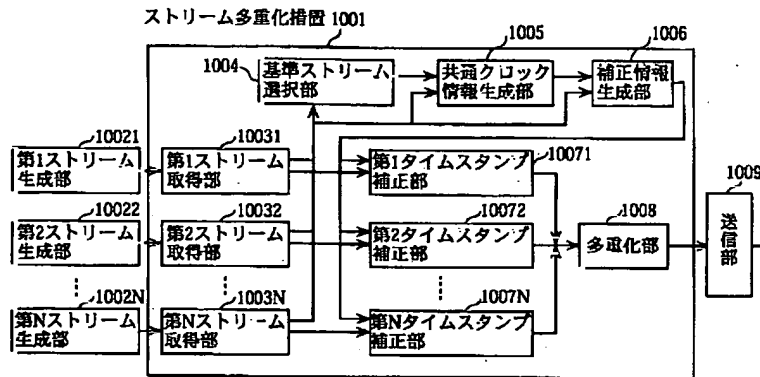 ストリーム多重化措置 1001
1004
基準ストリーム
選択部
1005
共通クロック
情報生成部
1006
補正情報
生成部
10021
第1ストリーム
生成部
10031
第1ストリーム
取得部
10071
第1タイムスタンプ
補正部
10022
第2ストリーム
生成部
10032
第2ストリーム
取得部
10072
第2タイムスタンプ
補正部
1008
多重化部
1009
送信部
1002N
第Nストリーム
生成部
1003N
第Nストリーム
取得部
1007N
第Nタイムスタンプ
補正部